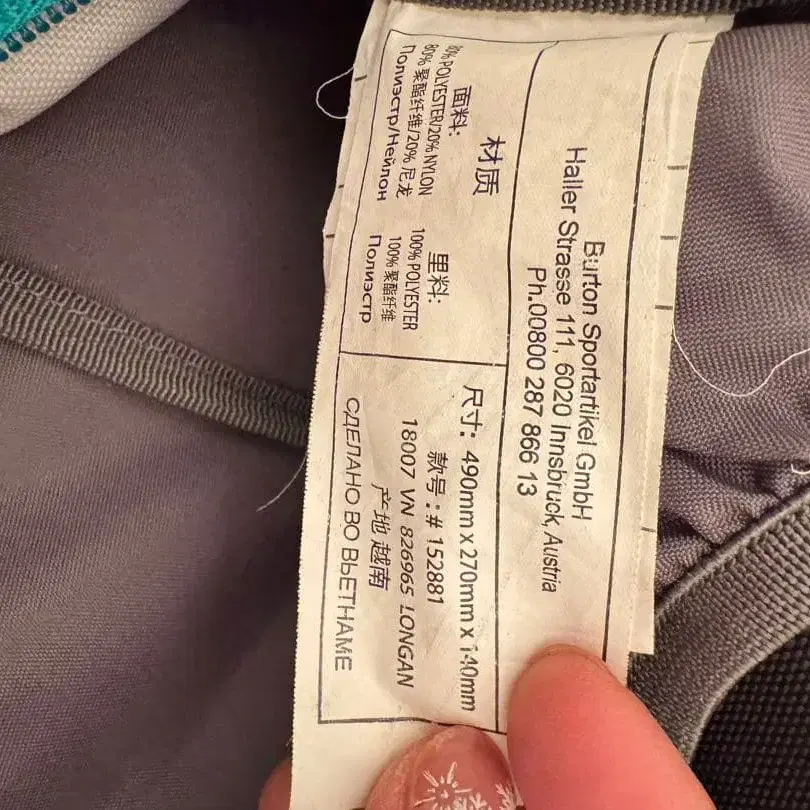 Burton Sportartikel GmbH
Haller Strasse 111, 6020 Innsbruck, Austria
Ph.00800 287 866 13
材质
面料:
POLYESTER/20% NYLON
80% 聚酯纤维/20% 尼龙
Полиэстр/Нейлон
里料:
100% POLYESTER
100% 聚酯纤维
Полиэстр
尺寸: 490mm x 270mm x 140mm
款号: # 152881
18007 VN 826965 LONGAN
产地 越南
СДЕЛАНО ВО ВЬЕТНАМЕ